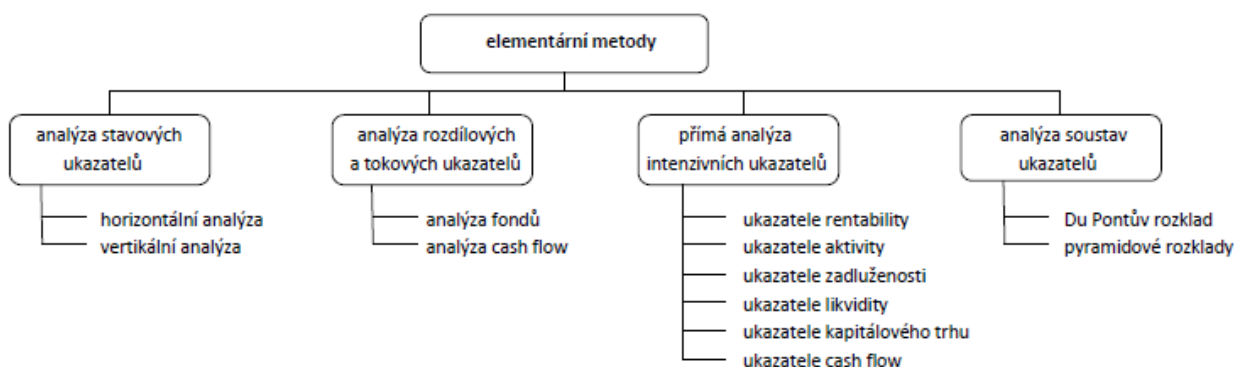 elementární metody
analýza stavových
ukazatelů
horizontální analýza
vertikální analýza
analýza rozdílových
a tokových ukazatelů
analýza fondů
analýza cash flow
přímá analýza
intenzivních ukazatelů
ukazatele rentability
ukazatele aktivity
ukazatele zadluženosti
ukazatele likvidity
ukazatele kapitálového trhu
ukazatele cash flow
analýza soustav
ukazatelů
Du Pontův rozklad
pyramidové rozklady